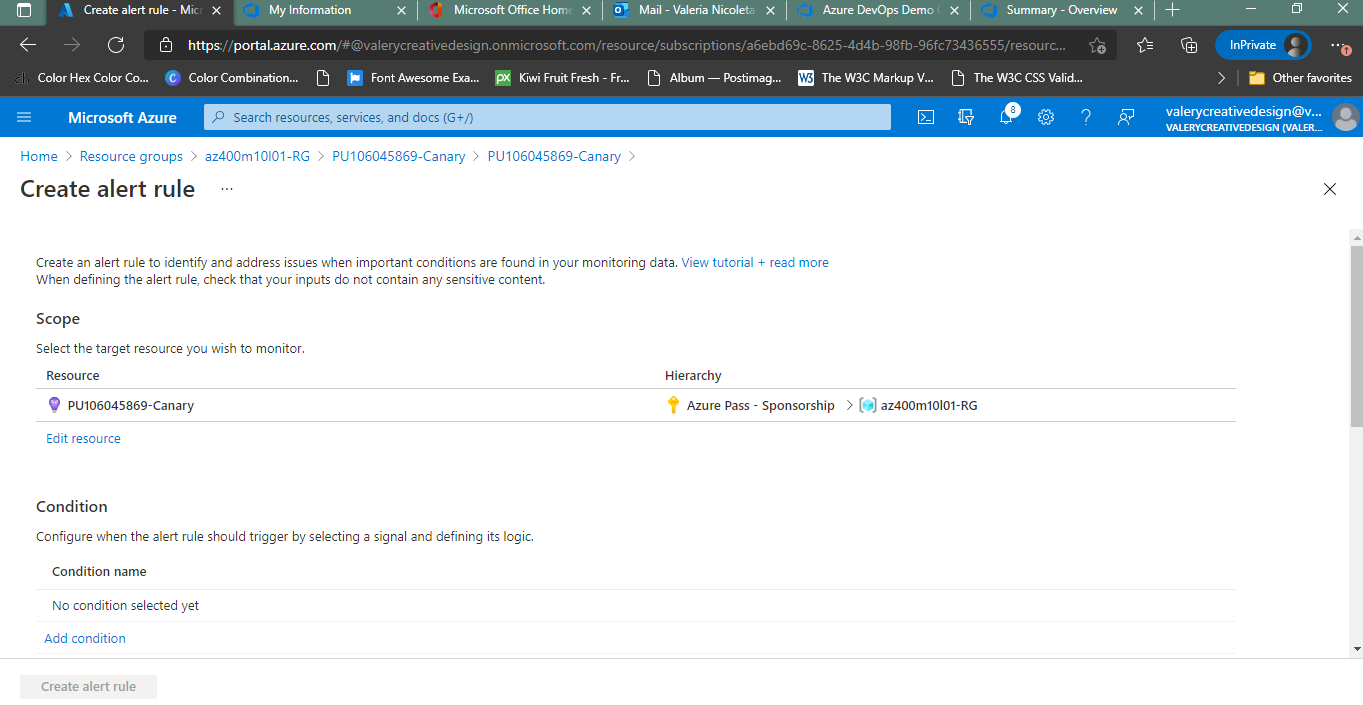 Create alert rule - Micr
My Information
Microsoft Office Home
Mail - Valeria Nicoleta
Azure DevOps Demo
Summary - Overview
https://portal.azure.com/#@valerycreativedesign.onmicrosoft.com/resource/subscriptions/a6ebd69c-8625-4d4b-98fb-96fc73436555/resourc...
InPrivate
1
ch Color Hex Color Co...
C Color Combination...
Font Awesome Exa...
px Kiwi Fruit Fresh - Fr...
Album — Postimag...
W3 The W3C Markup V...
The W3C CSS Valid...
Other favorites
Microsoft Azure
Search resources, services, and docs (G+/)
8
valerycreativedesign@v...
VALERYCREATIVEDESIGN (VALER...
Home > Resource groups > az400m10l01-RG > PU106045869-Canary > PU106045869-Canary >
Create alert rule ...
Create an alert rule to identify and address issues when important conditions are found in your monitoring data. View tutorial + read more
When defining the alert rule, check that your inputs do not contain any sensitive content.
Scope
Select the target resource you wish to monitor.
Resource Hierarchy
PU106045869-Canary Azure Pass - Sponsorship > az400m10l01-RG
Edit resource
Condition
Configure when the alert rule should trigger by selecting a signal and defining its logic.
Condition name
No condition selected yet
Add condition
Create alert rule